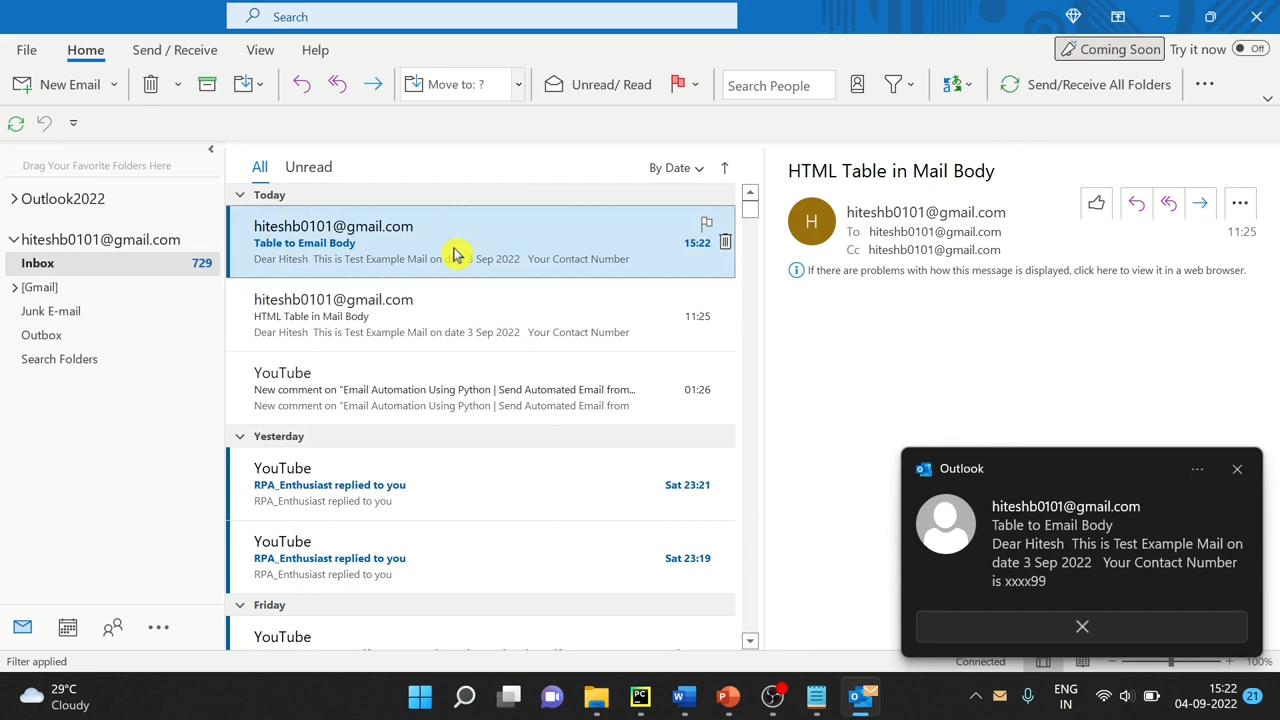 Search
File Home Send / Receive View Help
Coming Soon Try it now Off
New Email
Move to: ?
Unread/ Read
Search People
Send/Receive All Folders
Drag Your Favorite Folders Here
Outlook2022
hiteshb0101@gmail.com
Inbox 729
[Gmail]
Junk E-mail
Outbox
Search Folders
All Unread By Date
Today
hiteshb0101@gmail.com
Table to Email Body 15:22
Dear Hitesh This is Test Example Mail on date 3 Sep 2022 Your Contact Number
hiteshb0101@gmail.com
HTML Table in Mail Body 11:25
Dear Hitesh This is Test Example Mail on date 3 Sep 2022 Your Contact Number
YouTube
New comment on "Email Automation Using Python | Send Automated Email from... 01:26
New comment on "Email Automation Using Python | Send Automated Email from
Yesterday
YouTube
RPA_Enthusiast replied to you Sat 23:21
RPA_Enthusiast replied to you
YouTube
RPA_Enthusiast replied to you Sat 23:19
RPA_Enthusiast replied to you
Friday
YouTube
HTML Table in Mail Body
H
hiteshb0101@gmail.com
To hiteshb0101@gmail.com 11:25
Cc hiteshb0101@gmail.com
If there are problems with how this message is displayed, click here to view it in a web browser.
Outlook
hiteshb0101@gmail.com
Table to Email Body
Dear Hitesh This is Test Example Mail on
date 3 Sep 2022 Your Contact Number
is xxxx99
Filter applied
Connected
100%
29°C
Cloudy
PC
W
P
ENG
IN
15:22
04-09-2022
21